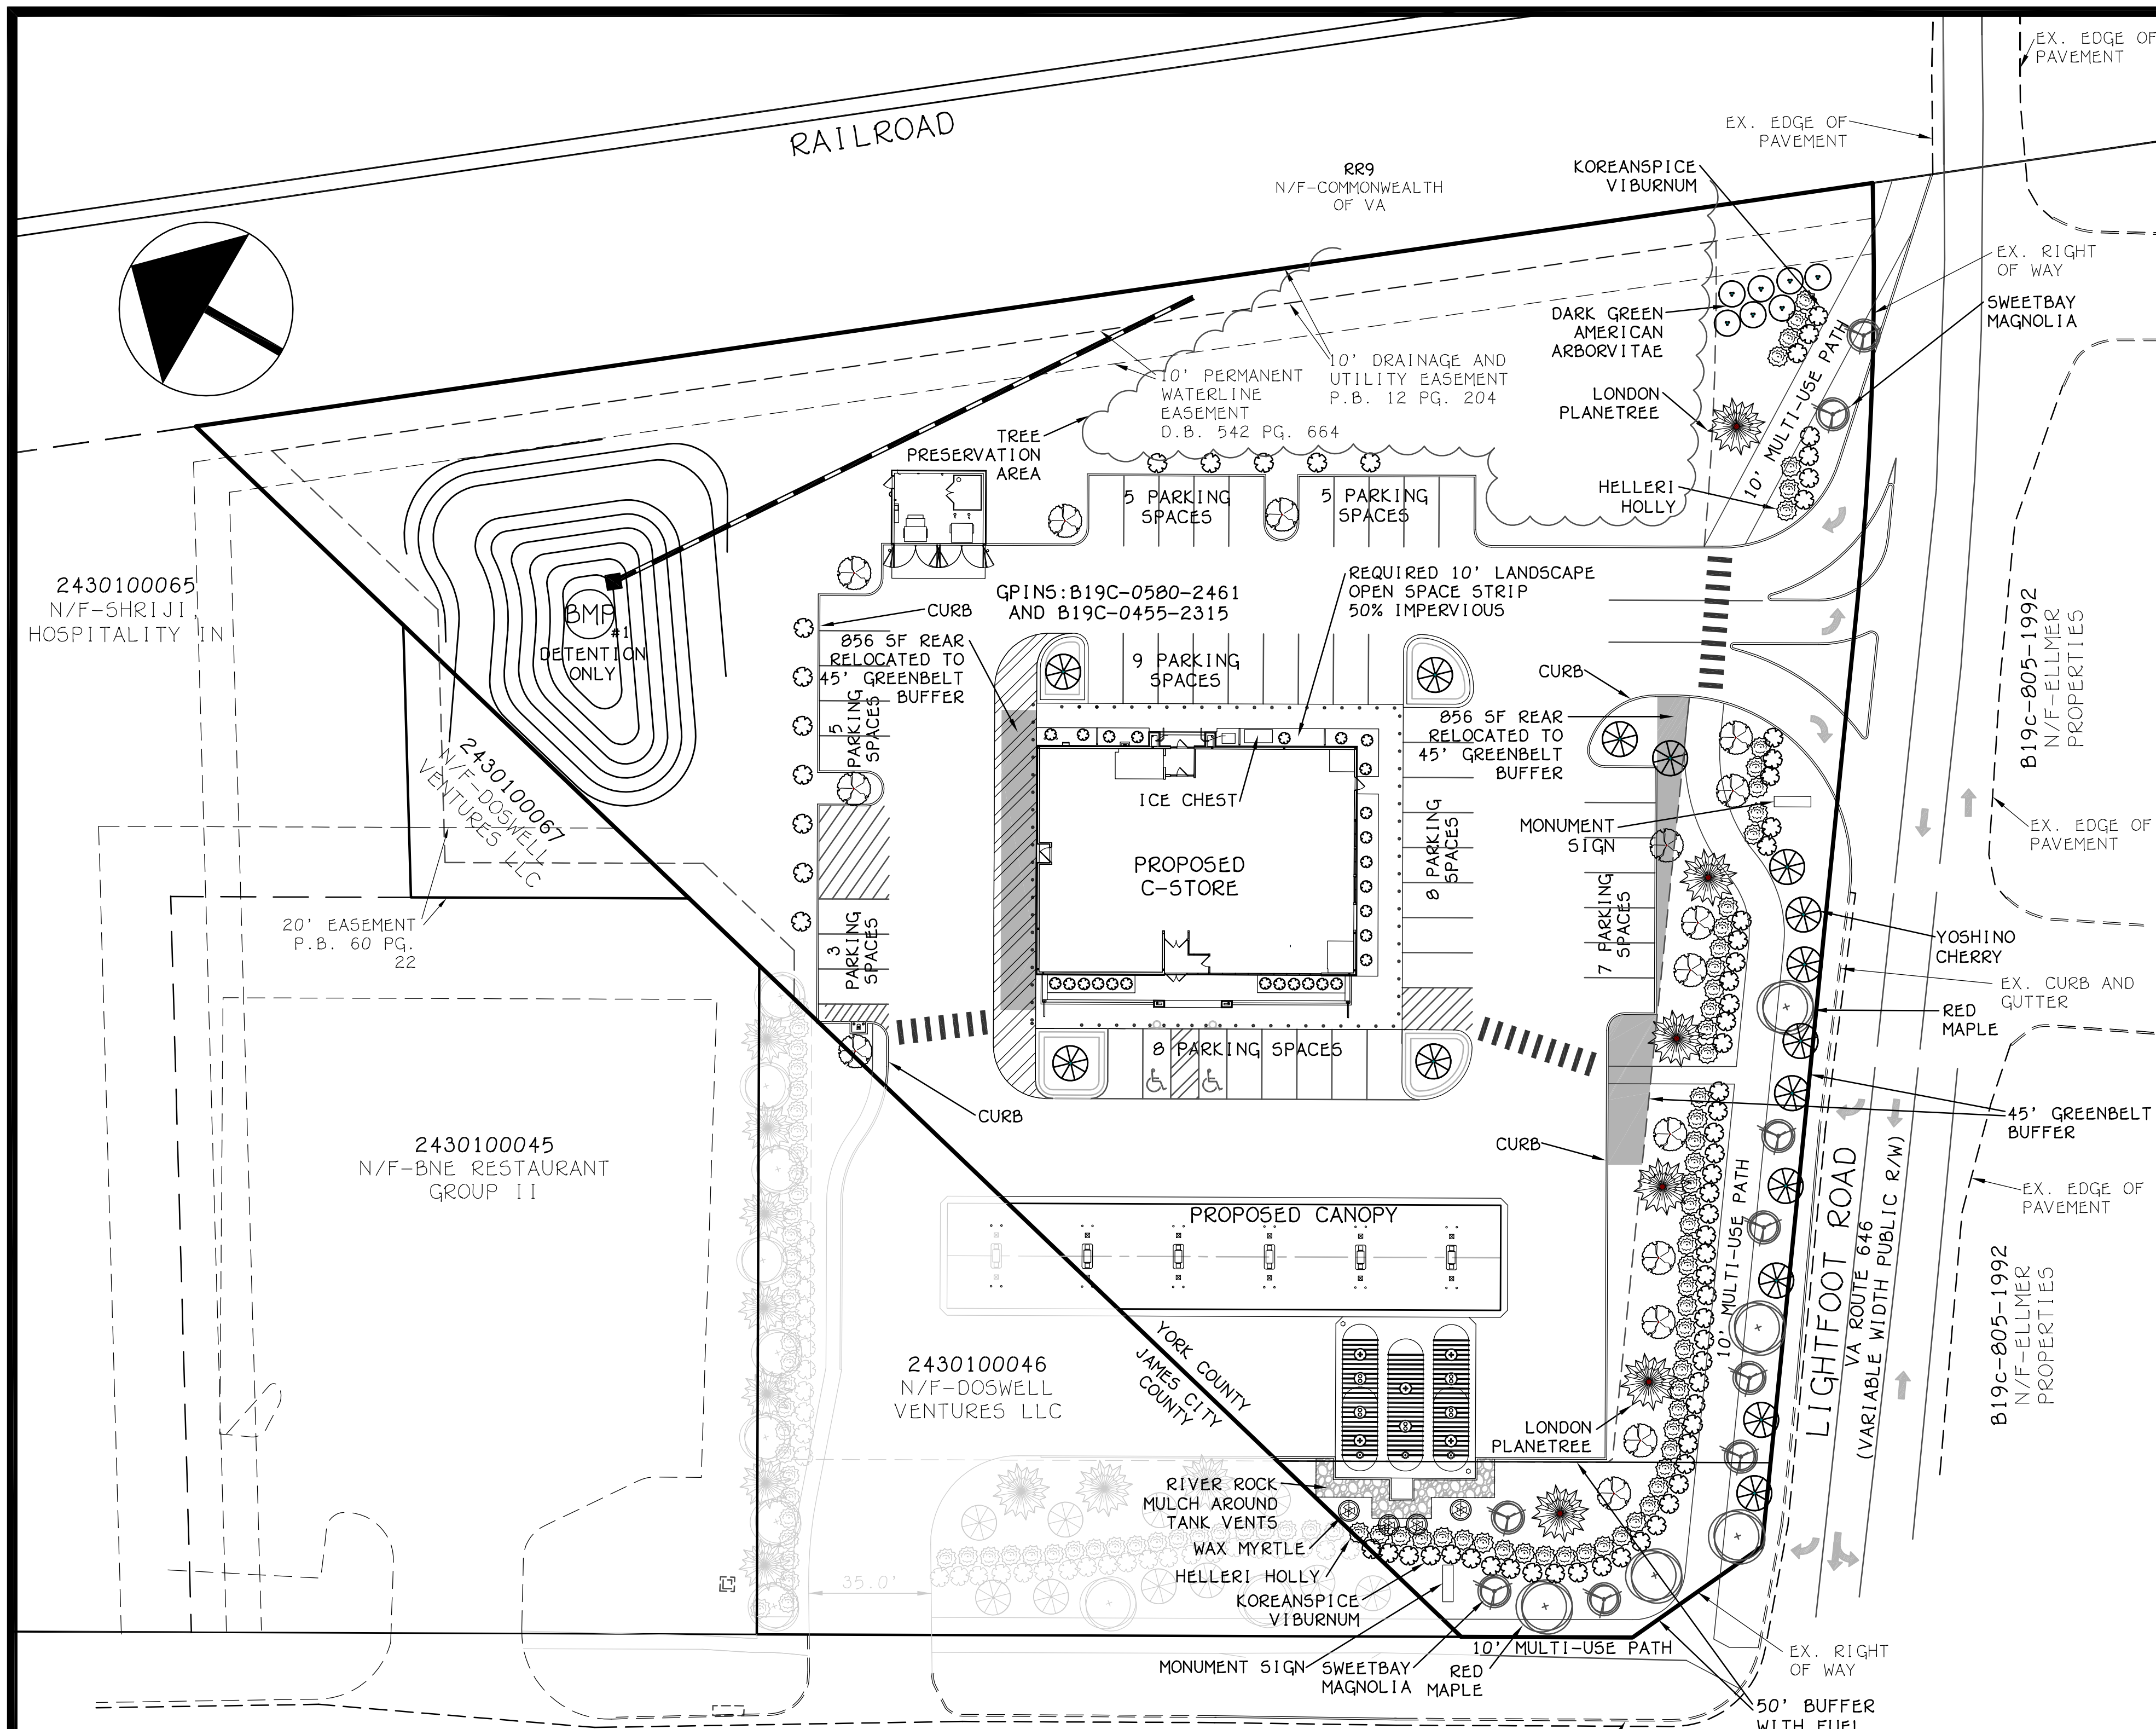 EX. EDGE OF
PAVEMENT
RAILROAD
EX. EDGE OF
PAVEMENT
RR9
N/F-COMMONWEALTH
OF VA
KOREANSPICE
VIBURNUM
EX. RIGHT
OF WAY
SWEETBAY
MAGNOLIA
DARK GREEN
AMERICAN
ARBORVITAE
10' MULTI-USE PATH
10' DRAINAGE AND
UTILITY EASEMENT
P.B. 12 PG. 204
10' PERMANENT
WATERLINE
EASEMENT
D.B. 542 PG. 664
LONDON
PLANETREE
TREE
PRESERVATION
AREA
HELLERI
HOLLY
5 PARKING
SPACES
5 PARKING
SPACES
2430100065
N/F-SHRIJI
HOSPITALITY IN
BMP
#1
DETENTION
ONLY
CURB
GPINS:B19C-0580-2461
AND B19C-0455-2315
REQUIRED 10' LANDSCAPE
OPEN SPACE STRIP
50% IMPERVIOUS
856 SF REAR
RELOCATED TO
45' GREENBELT
BUFFER
9 PARKING
SPACES
CURB
B19c-805-1992
N/F-ELLMER
PROPERTIES
5
PARKING
SPACES
856 SF REAR
RELOCATED TO
45' GREENBELT
BUFFER
2430100067
N/F-DOSWELL
VENTURES LLC
ICE CHEST
MONUMENT
SIGN
EX. EDGE OF
PAVEMENT
PROPOSED
C-STORE
8 PARKING
SPACES
7 PARKING
SPACES
20' EASEMENT
P.B. 60 PG.
22
3
PARKING
SPACES
YOSHINO
CHERRY
EX. CURB AND
GUTTER
RED
MAPLE
8 PARKING SPACES
CURB
45' GREENBELT
BUFFER
CURB
2430100045
N/F-BNE RESTAURANT
GROUP II
10' MULTI-USE PATH
LIGHTFOOT ROAD
VA ROUTE 646
(VARIABLE WIDTH PUBLIC R/W)
EX. EDGE OF
PAVEMENT
PROPOSED CANOPY
B19c-805-1992
N/F-ELLMER
PROPERTIES
YORK COUNTY
JAMES CITY
COUNTY
2430100046
N/F-DOSWELL
VENTURES LLC
LONDON
PLANETREE
RIVER ROCK
MULCH AROUND
TANK VENTS
WAX MYRTLE
HELLERI HOLLY
35.0'
KOREANSPICE
VIBURNUM
10' MULTI-USE PATH
MONUMENT SIGN
SWEETBAY
MAGNOLIA
RED
MAPLE
EX. RIGHT
OF WAY
50' BUFFER
WITH FUEL